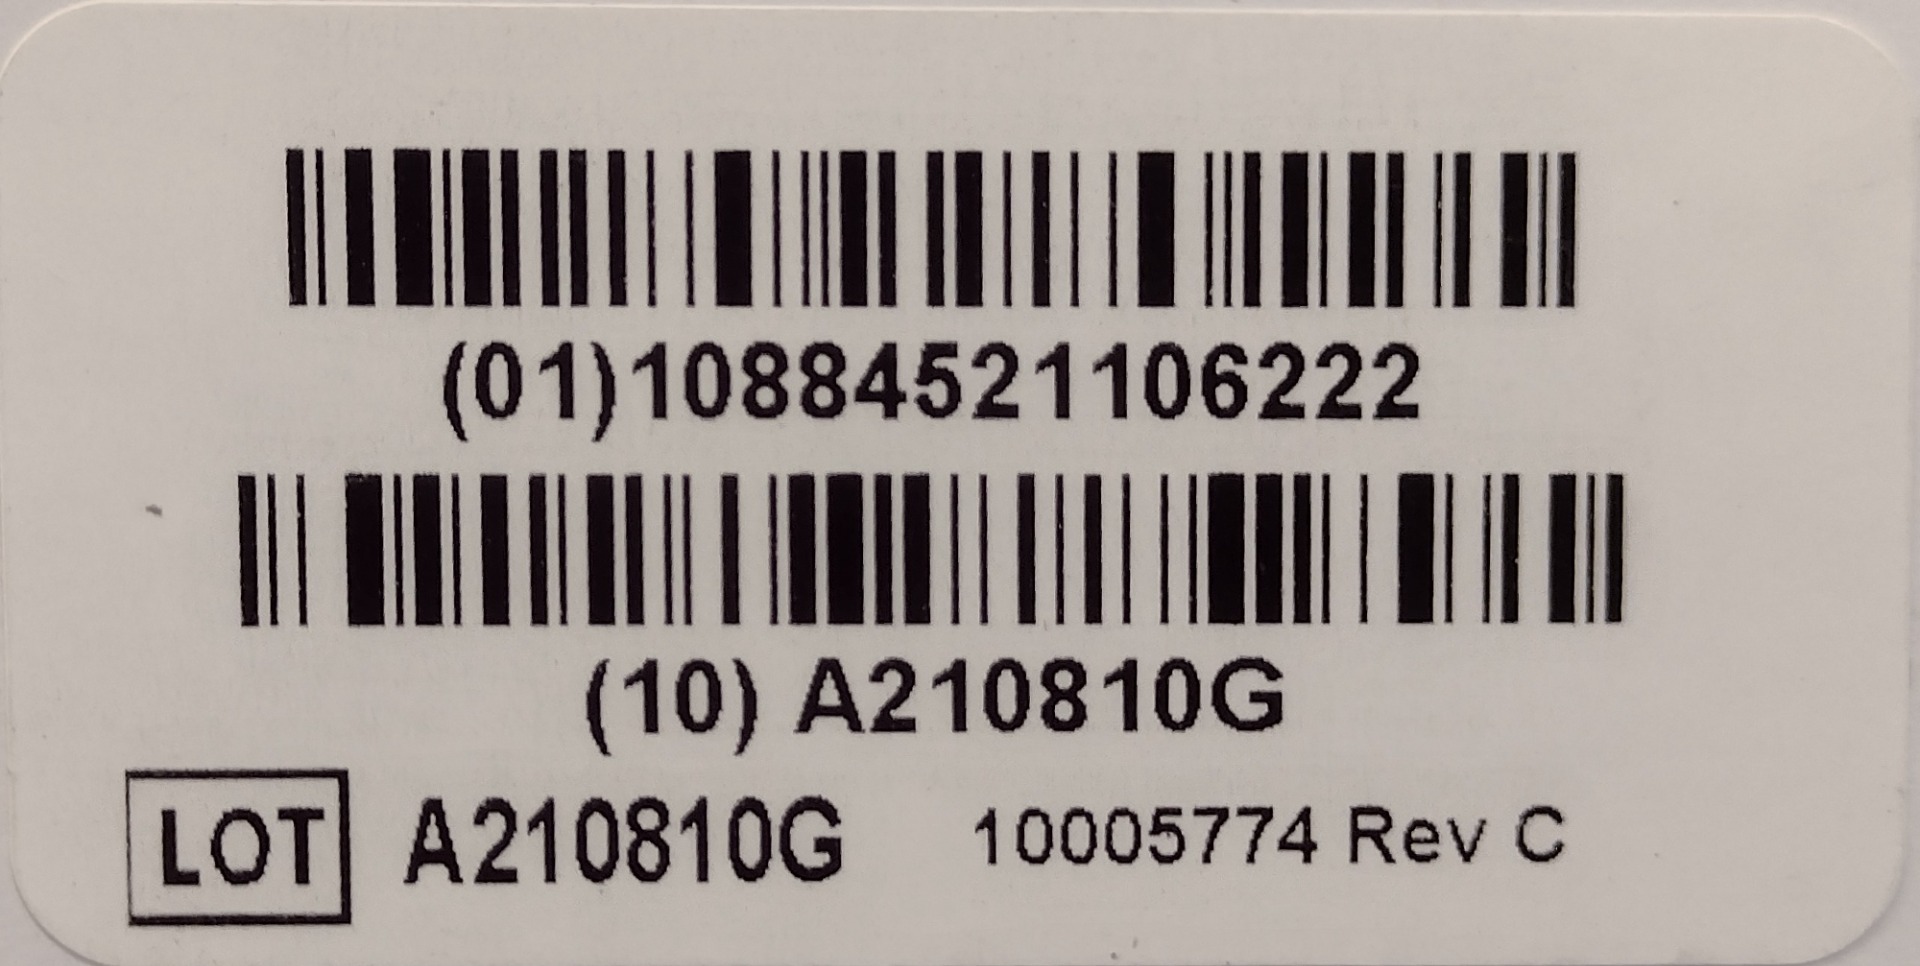 (01)10884521106222
(10) A210810G
LOT A210810G 10005774 Rev C